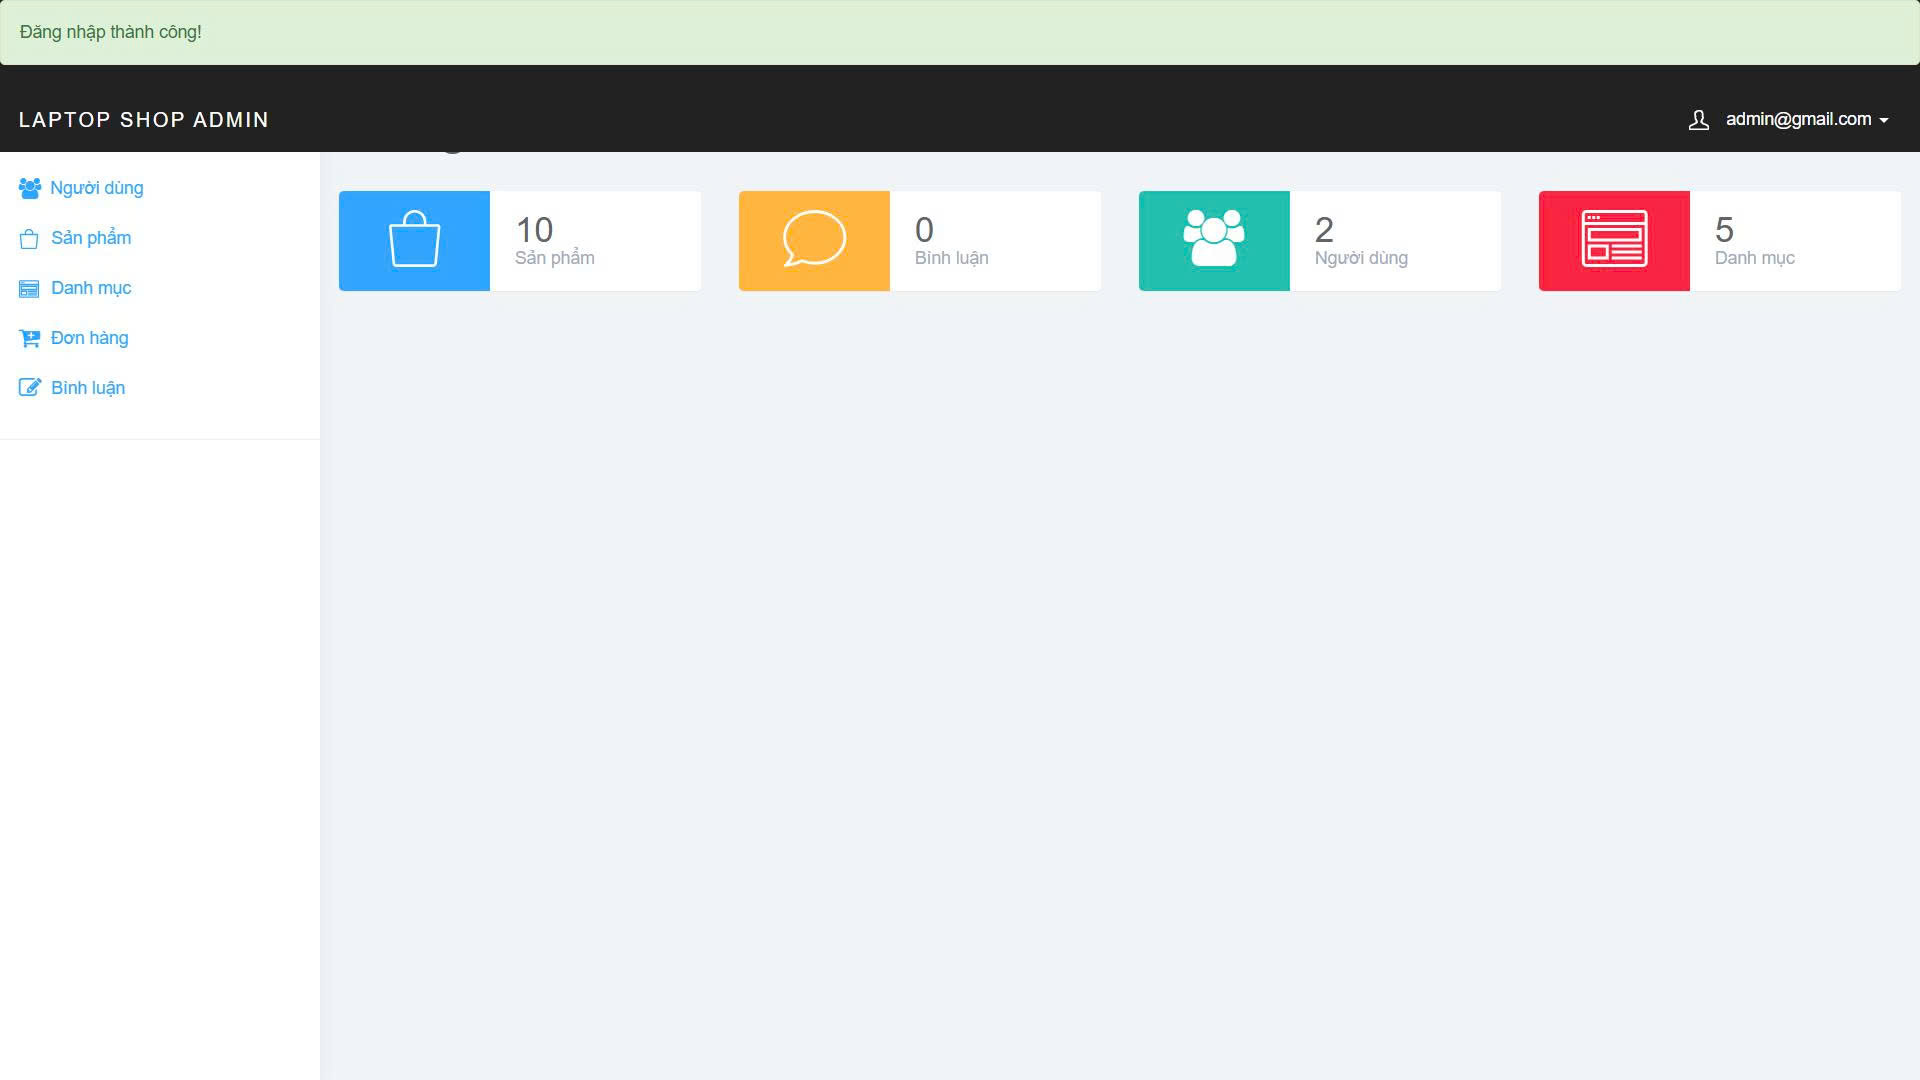 Đăng nhập thành công!
LAPTOP SHOP ADMIN
admin@gmail.com
Người dùng
Sản phẩm
Danh mục
Đơn hàng
Bình luận
10
Sản phẩm
0
Bình luận
2
Người dùng
5
Danh mục